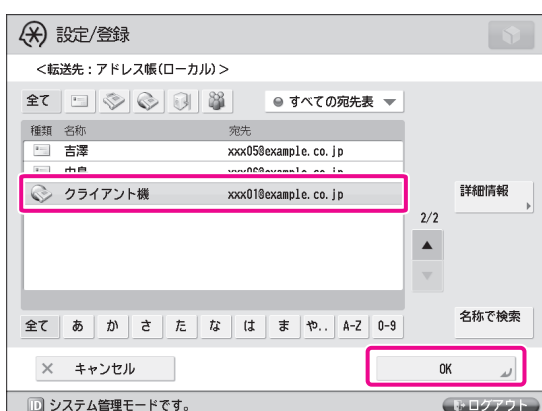 設定/登録
<転送先：アドレス帳(ローカル)>
全て すべての宛先表
種類 名称 宛先
吉澤 xxx05@example.co.jp
クライアント機 xxx01@example.co.jp
詳細情報
2/2
名称で検索
全て あ か さ た な は ま や.. A-Z 0-9
キャンセル OK
ID システム管理モードです。 ログアウト